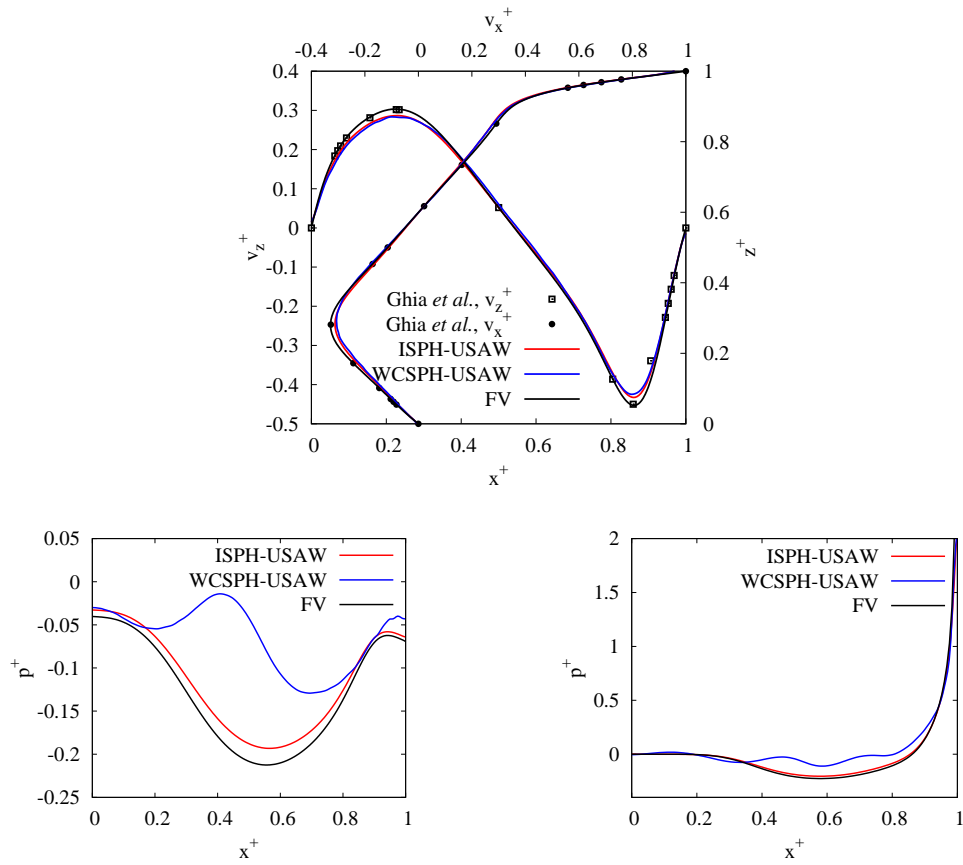 v_x^+
-0.4 -0.2 0 0.2 0.4 0.6 0.8 1
0.4 0.3 0.2 0.1 0 -0.1 -0.2 -0.3 -0.4 -0.5
v_z^+
1 0.8 0.6 0.4 0.2 0
z^+
Ghia et al., v_z^+
Ghia et al., v_x^+
ISPH-USAW
WCSPH-USAW
FV
0 0.2 0.4 0.6 0.8 1
x^+
0.05 0 -0.05 -0.1 -0.15 -0.2 -0.25
p^+
ISPH-USAW
WCSPH-USAW
FV
0 0.2 0.4 0.6 0.8 1
x^+
2 1.5 1 0.5 0
p^+
ISPH-USAW
WCSPH-USAW
FV
0 0.2 0.4 0.6 0.8 1
x^+